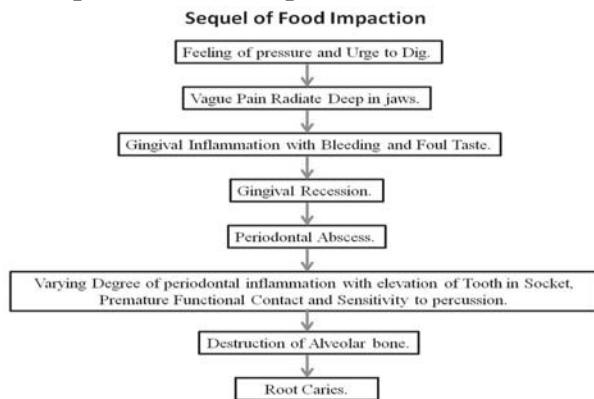 Sequel of Food Impaction
Feeling of pressure and Urge to Dig.
Vague Pain Radiate Deep in jaws.
Gingival Inflammation with Bleeding and Foul Taste.
Gingival Recession.
Periodontal Abscess.
Varying Degree of periodontal inflammation with elevation of Tooth in Socket,
Premature Functional Contact and Sensitivity to percussion.
Destruction of Alveolar bone.
Root Caries.